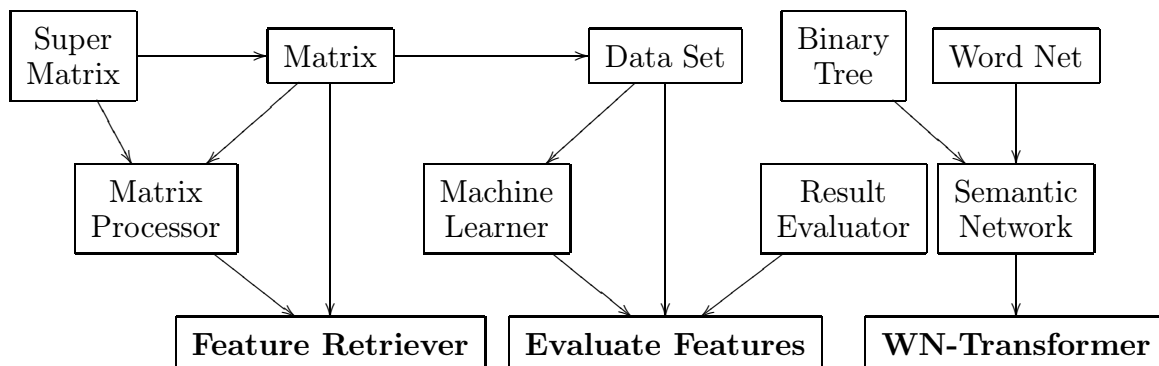 Super
Matrix
Matrix
Data Set
Binary
Tree
Word Net
Matrix
Processor
Machine
Learner
Result
Evaluator
Semantic
Network
Feature Retriever
Evaluate Features
WN-Transformer